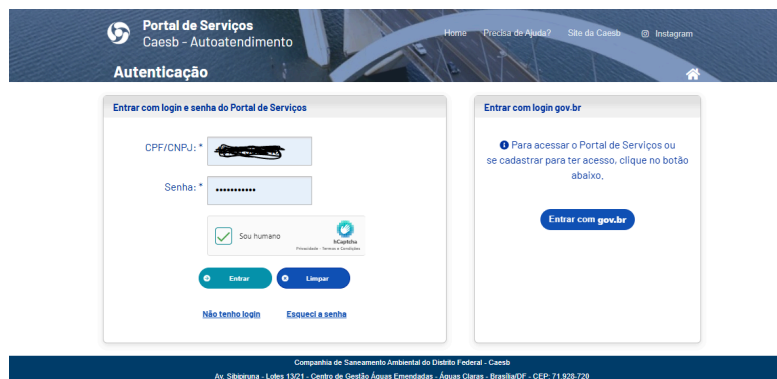 Portal de Serviços
Caesb - Autoatendimento
Home Precisa de Ajuda? Site da Caesb Instagram
Autenticação
Entrar com login e senha do Portal de Serviços
CPF/CNPJ: *
Senha: *
Sou humano
hCaptcha
Privacidade - Termos e Condições
Entrar Limpar
Não tenho login Esqueci a senha
Entrar com login gov.br
Para acessar o Portal de Serviços ou
se cadastrar para ter acesso, clique no botão
abaixo.
Entrar com gov.br
Companhia de Saneamento Ambiental do Distrito Federal - Caesb
Av. Sibipiruna - Lotes 13/21 - Centro de Gestão Águas Emendadas - Águas Claras - Brasília/DF - CEP: 71.928-720